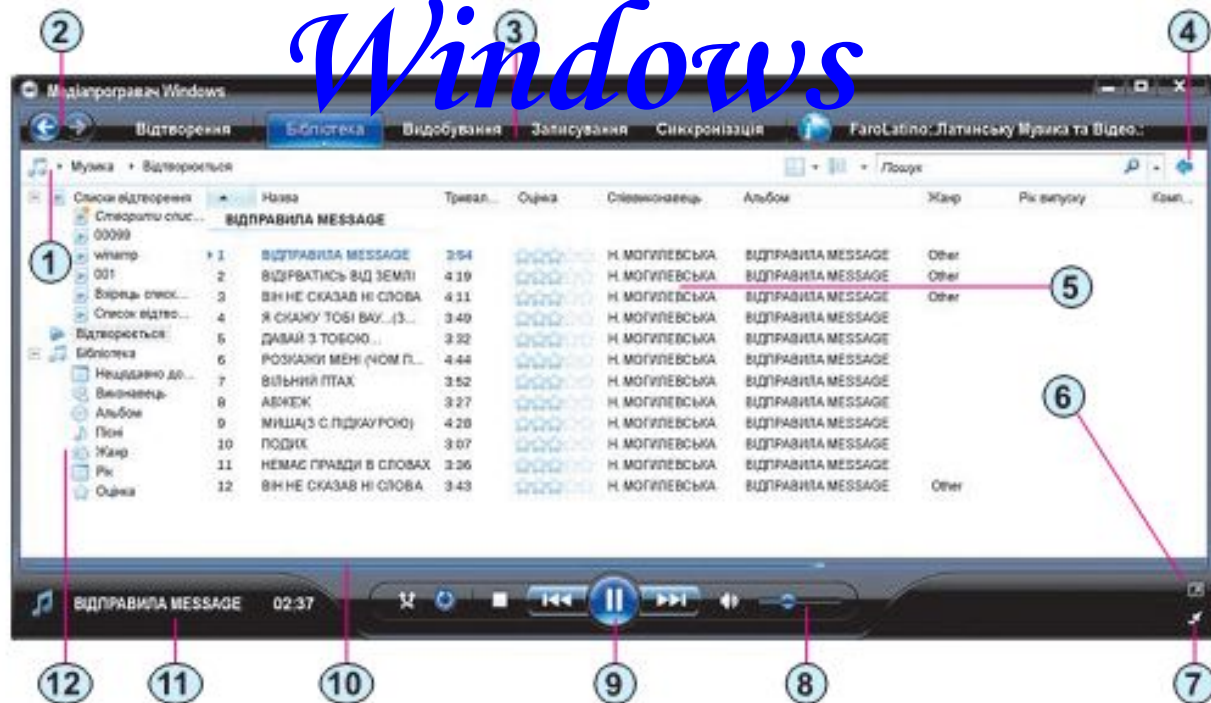 Windows
2 3 4
Медіапрогравач Windows
Відтворення Бібліотека Видобування Записування Синхронізація FaroLatino:.Латинську Музика та Відео.:
Музика Відтворюється Пошук
Списки відтворення Назва Тривал... Оцінка Співвиконавець Альбом Жанр Рік випуску Комп...
Створити спис... ВІДПРАВИЛА MESSAGE
00099
1 winamp 1 ВІДПРАВИЛА MESSAGE 3:54 Н. МОГИЛЕВСЬКА ВІДПРАВИЛА MESSAGE Other
001 2 ВІДІРВАТИСЬ ВІД ЗЕМЛІ 4:19 Н. МОГИЛЕВСЬКА ВІДПРАВИЛА MESSAGE Other
Взірець списк... 3 ВІН НЕ СКАЗАВ НІ СЛОВА 4:11 Н. МОГИЛЕВСЬКА ВІДПРАВИЛА MESSAGE Other 5
Список відтво... 4 Я СКАЖУ ТОБІ ВАУ...(З... 3:49 Н. МОГИЛЕВСЬКА ВІДПРАВИЛА MESSAGE
Відтворюється 5 ДАВАЙ З ТОБОЮ... 3:32 Н. МОГИЛЕВСЬКА ВІДПРАВИЛА MESSAGE
Бібліотека 6 РОЗКАЖИ МЕНІ (ЧОМ П... 4:44 Н. МОГИЛЕВСЬКА ВІДПРАВИЛА MESSAGE
Нещодавно до... 7 ВІЛЬНИЙ ПТАХ 3:52 Н. МОГИЛЕВСЬКА ВІДПРАВИЛА MESSAGE
Виконавець 8 АВЖЕЖ 3:27 Н. МОГИЛЕВСЬКА ВІДПРАВИЛА MESSAGE 6
Альбом 9 МИША(З С.ПІДКАУРОЮ) 4:28 Н. МОГИЛЕВСЬКА ВІДПРАВИЛА MESSAGE
Пісні 10 ПОДИХ 3:07 Н. МОГИЛЕВСЬКА ВІДПРАВИЛА MESSAGE
Жанр 11 НЕМАЄ ПРАВДИ В СЛОВАХ 3:36 Н. МОГИЛЕВСЬКА ВІДПРАВИЛА MESSAGE
Рік 12 ВІН НЕ СКАЗАВ НІ СЛОВА 3:43 Н. МОГИЛЕВСЬКА ВІДПРАВИЛА MESSAGE Other
Оцінка
ВІДПРАВИЛА MESSAGE 02:37
12 11 10 9 8 7